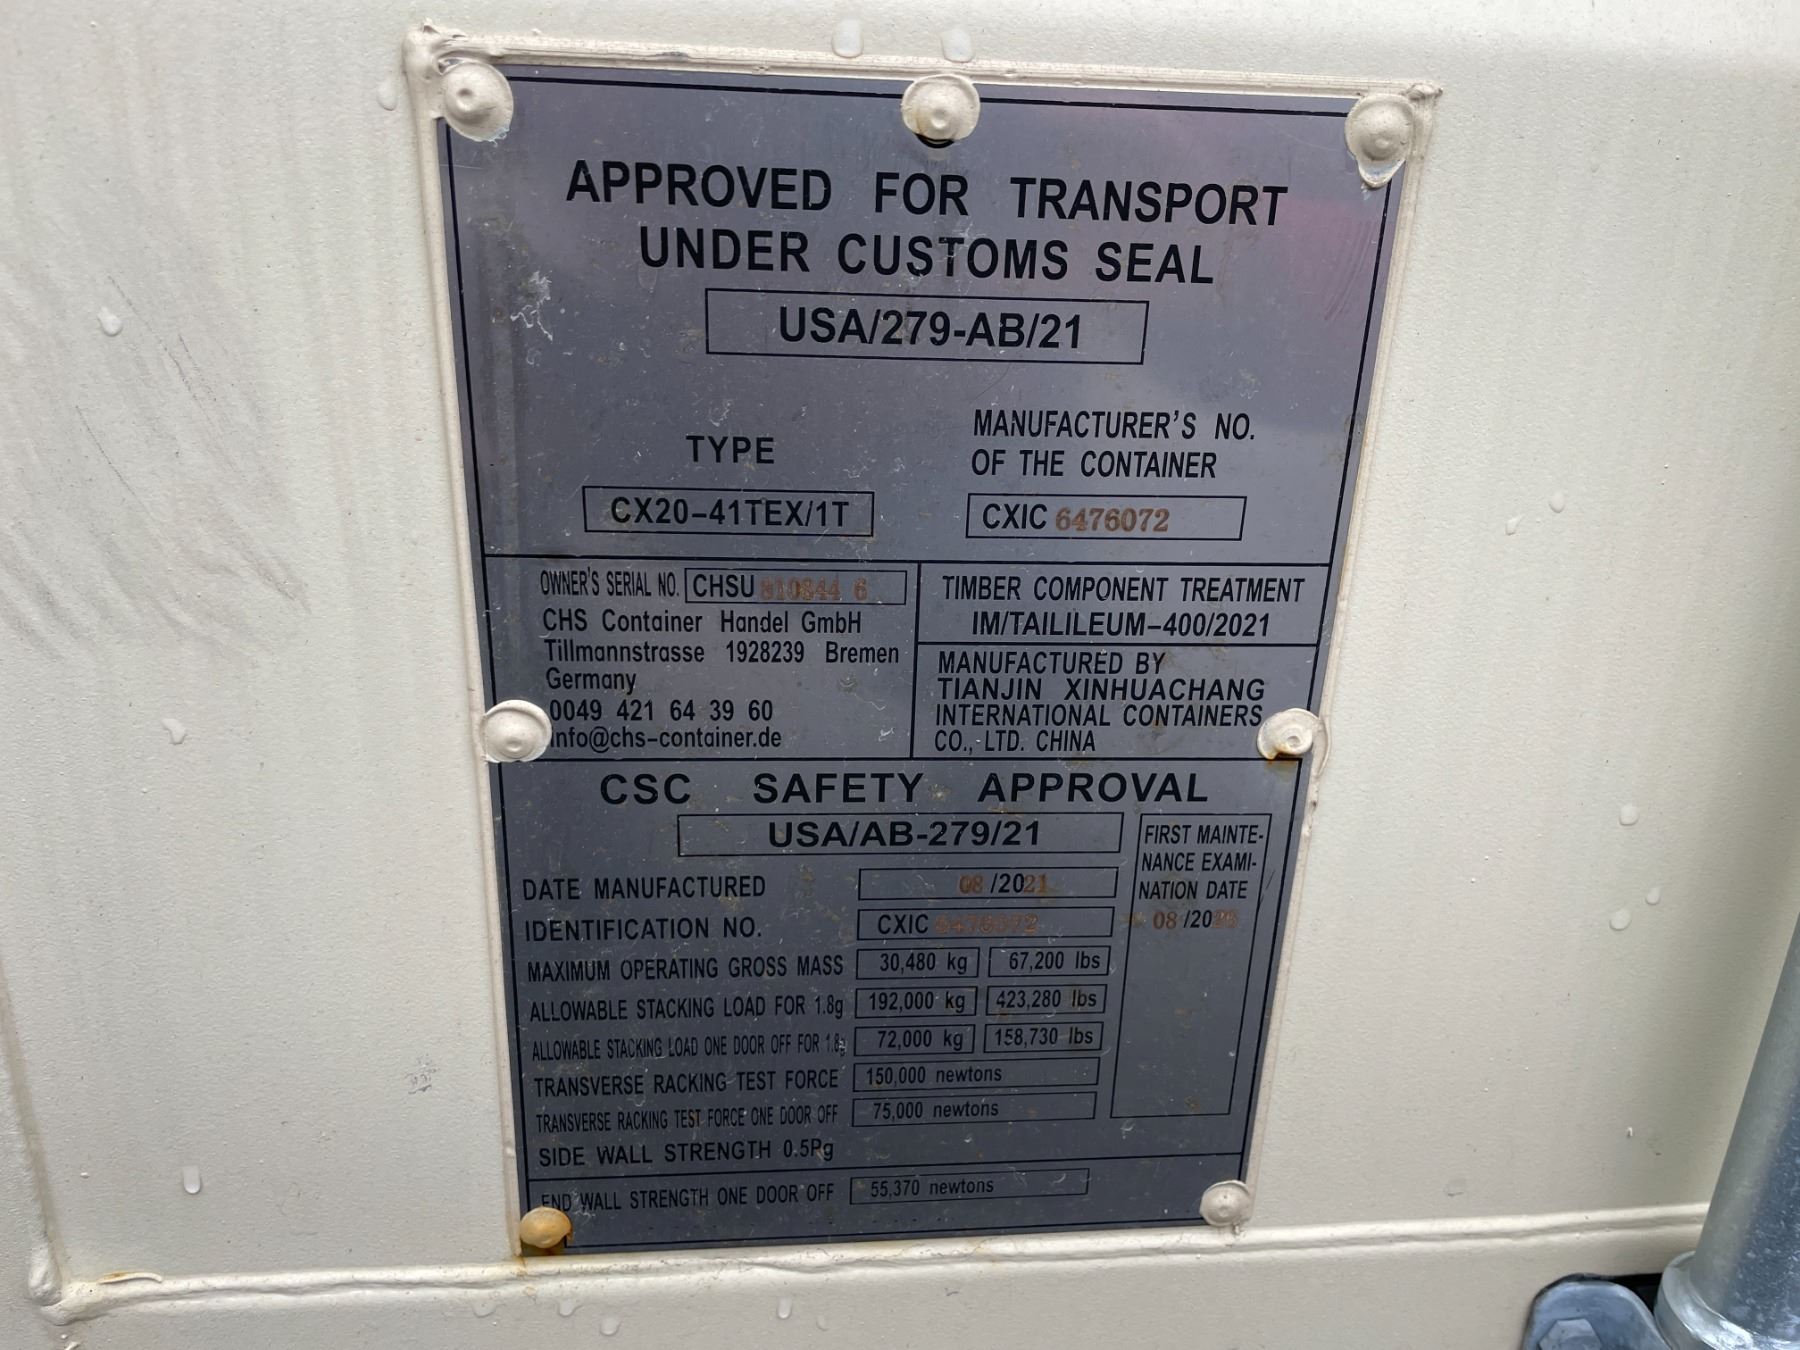 APPROVED FOR TRANSPORT
UNDER CUSTOMS SEAL
USA/279-AB/21
TYPE
CX20-41TEX/1T
MANUFACTURER'S NO.
OF THE CONTAINER
CXIC 6476072
OWNER'S SERIAL NO. CHSU 810844 6
CHS Container Handel GmbH
Tillmannstrasse 1928239 Bremen
Germany
0049 421 64 39 60
info@chs-container.de
TIMBER COMPONENT TREATMENT
IM/TAILILEUM-400/2021
MANUFACTURED BY
TIANJIN XINHUACHANG
INTERNATIONAL CONTAINERS
CO., LTD. CHINA
CSC SAFETY APPROVAL
USA/AB-279/21
DATE MANUFACTURED 08 /2021
IDENTIFICATION NO. CXIC 6476072
MAXIMUM OPERATING GROSS MASS 30,480 kg 67,200 lbs
ALLOWABLE STACKING LOAD FOR 1.8g 192,000 kg 423,280 lbs
ALLOWABLE STACKING LOAD ONE DOOR OFF FOR 1.8g 72,000 kg 158,730 lbs
TRANSVERSE RACKING TEST FORCE 150,000 newtons
TRANSVERSE RACKING TEST FORCE ONE DOOR OFF 75,000 newtons
SIDE WALL STRENGTH 0.5Pg
END WALL STRENGTH ONE DOOR OFF 55,370 newtons
FIRST MAINTE-
NANCE EXAMI-
NATION DATE
08 /2026